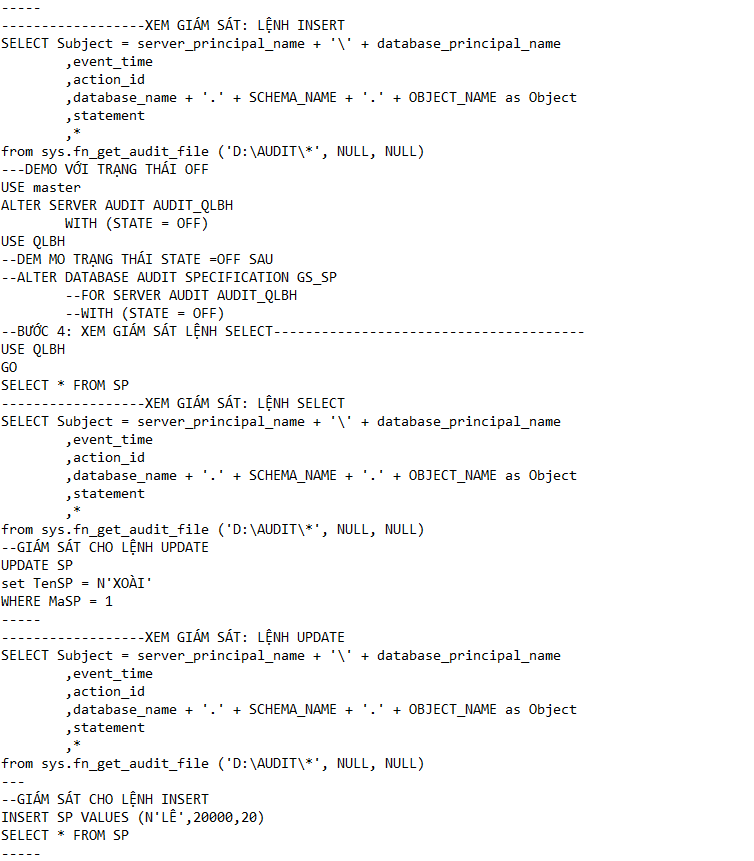 -----
------------------XEM GIÁM SÁT: LỆNH INSERT
SELECT Subject = server_principal_name + '\' + database_principal_name
        ,event_time
        ,action_id
        ,database_name + '.' + SCHEMA_NAME + '.' + OBJECT_NAME as Object
        ,statement
        ,*
from sys.fn_get_audit_file ('D:\AUDIT\*', NULL, NULL)
---DEMO VỚI TRẠNG THÁI OFF
USE master
ALTER SERVER AUDIT AUDIT_QLBH
        WITH (STATE = OFF)
USE QLBH
--DEM MO TRẠNG THÁI STATE =OFF SAU
--ALTER DATABASE AUDIT SPECIFICATION GS_SP
        --FOR SERVER AUDIT AUDIT_QLBH
        --WITH (STATE = OFF)
--BƯỚC 4: XEM GIÁM SÁT LỆNH SELECT---------------------------------------
USE QLBH
GO
SELECT * FROM SP
------------------XEM GIÁM SÁT: LỆNH SELECT
SELECT Subject = server_principal_name + '\' + database_principal_name
        ,event_time
        ,action_id
        ,database_name + '.' + SCHEMA_NAME + '.' + OBJECT_NAME as Object
        ,statement
        ,*
from sys.fn_get_audit_file ('D:\AUDIT\*', NULL, NULL)
--GIÁM SÁT CHO LỆNH UPDATE
UPDATE SP
set TenSP = N'XOÀI'
WHERE MaSP = 1
-----
------------------XEM GIÁM SÁT: LỆNH UPDATE
SELECT Subject = server_principal_name + '\' + database_principal_name
        ,event_time
        ,action_id
        ,database_name + '.' + SCHEMA_NAME + '.' + OBJECT_NAME as Object
        ,statement
        ,*
from sys.fn_get_audit_file ('D:\AUDIT\*', NULL, NULL)
---
--GIÁM SÁT CHO LỆNH INSERT
INSERT SP VALUES (N'LÊ',20000,20)
SELECT * FROM SP
-----